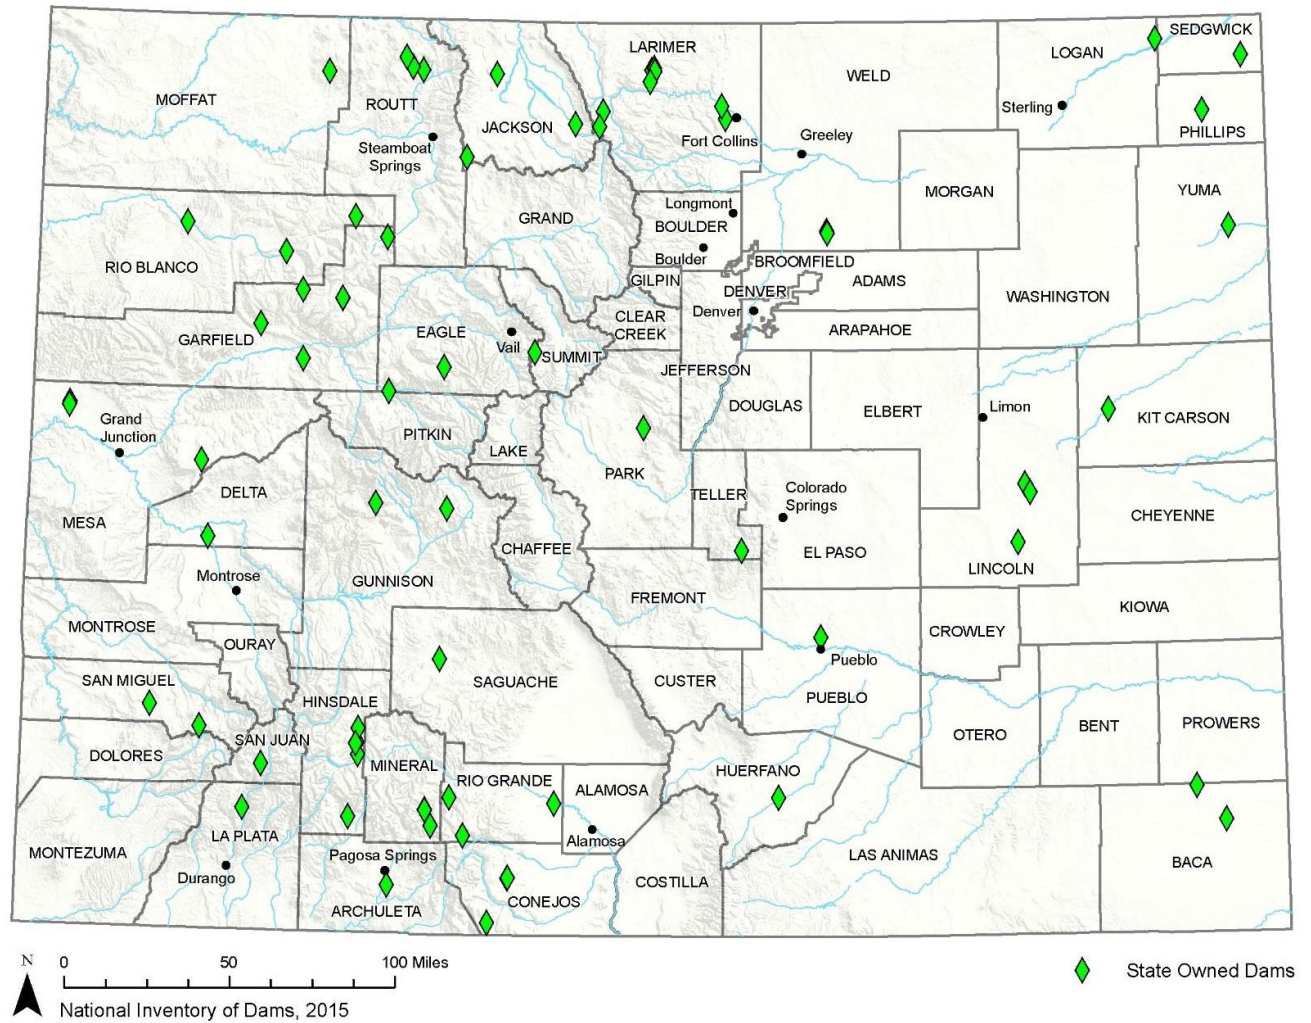 SEDGWICK
LARIMER
LOGAN
WELD
MOFFAT
ROUTT
Sterling
JACKSON
PHILLIPS
Fort Collins
Greeley
Steamboat
Springs
MORGAN
YUMA
Longmont
GRAND
BOULDER
Boulder
BROOMFIELD
RIO BLANCO
GILPIN
ADAMS
DENVER
WASHINGTON
Denver
CLEAR
CREEK
ARAPAHOE
EAGLE
GARFIELD
Vail
SUMMIT
JEFFERSON
DOUGLAS
ELBERT
Limon
KIT CARSON
Grand
Junction
PITKIN
LAKE
PARK
DELTA
TELLER
Colorado
Springs
MESA
CHEYENNE
CHAFFEE
EL PASO
LINCOLN
Montrose
GUNNISON
FREMONT
KIOWA
MONTROSE
CROWLEY
OURAY
Pueblo
SAN MIGUEL
SAGUACHE
CUSTER
HINSDALE
PUEBLO
PROWERS
BENT
OTERO
SAN JUAN
DOLORES
MINERAL
HUERFANO
RIO GRANDE
ALAMOSA
LA PLATA
Alamosa
MONTEZUMA
Pagosa Springs
LAS ANIMAS
BACA
Durango
COSTILLA
CONEJOS
ARCHULETA
N
0 50 100 Miles
State Owned Dams
National Inventory of Dams, 2015